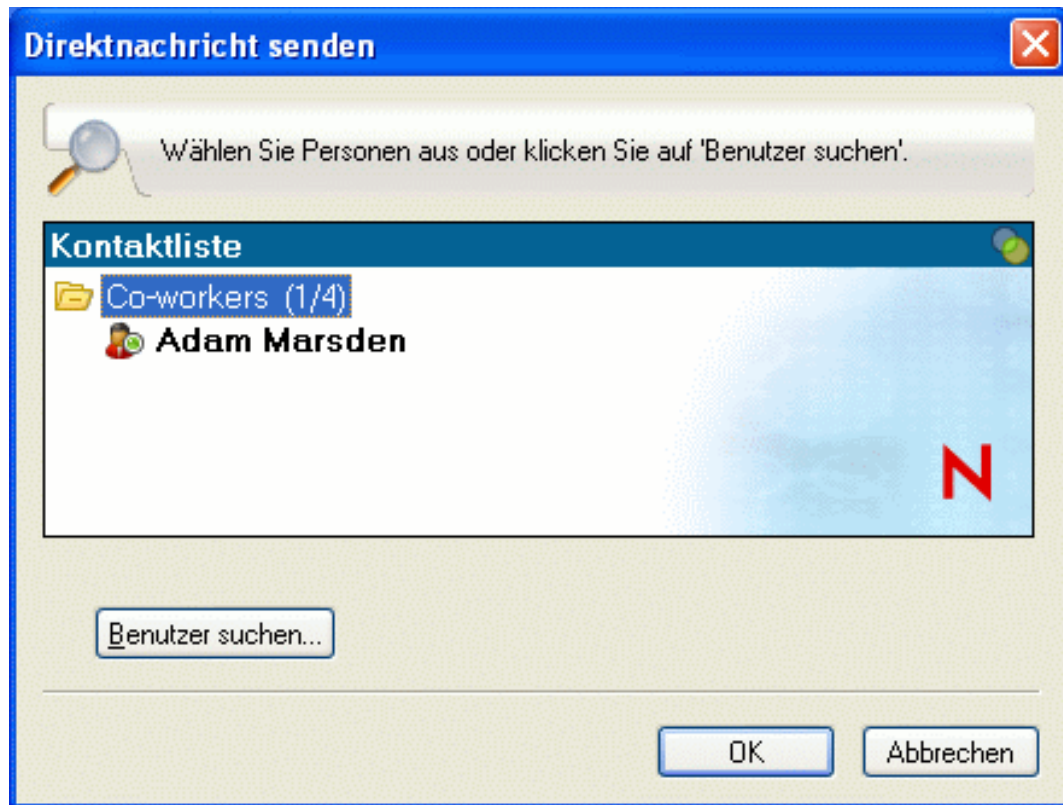 Direktnachricht senden
Wählen Sie Personen aus oder klicken Sie auf 'Benutzer suchen'.
Kontaktliste
Co-workers (1/4)
Adam Marsden
N
Benutzer suchen...
OK
Abbrechen